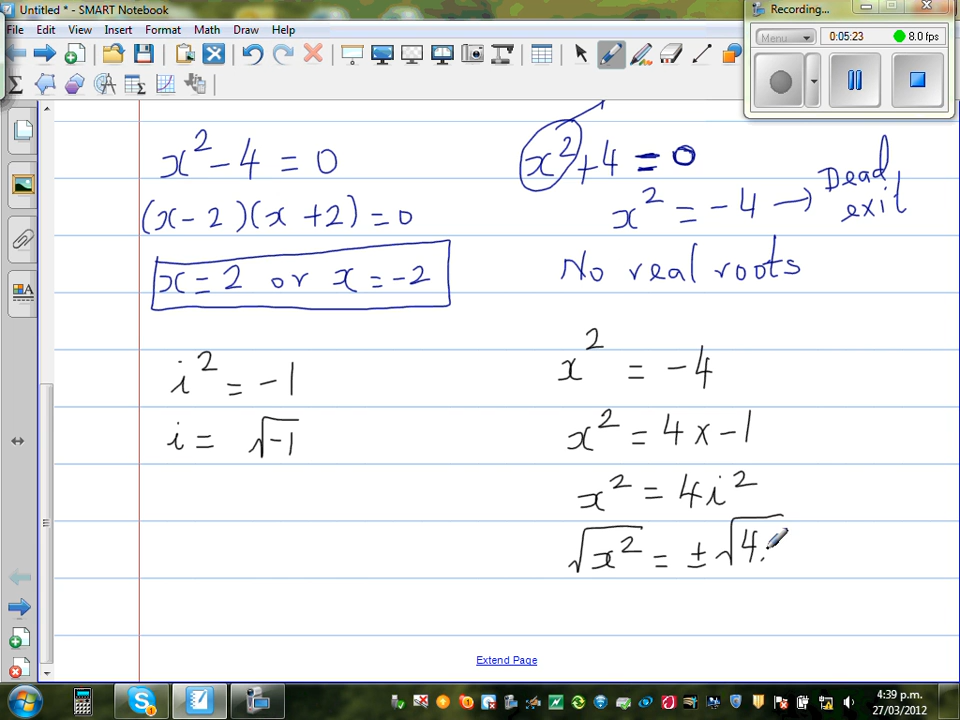 Untitled * - SMART Notebook
Recording...
File Edit View Insert Format Math Draw Help
Menu
0:05:23
8.0 fps
x² - 4 = 0
(x - 2)(x + 2) = 0
x = 2 or x = -2
x² + 4 = 0
x² = -4 → Dead exit
No real roots
i² = -1
i = √-1
x² = -4
x² = 4 x -1
x² = 4i²
√x² = ± √4
Extend Page
4:39 p.m.
27/03/2012